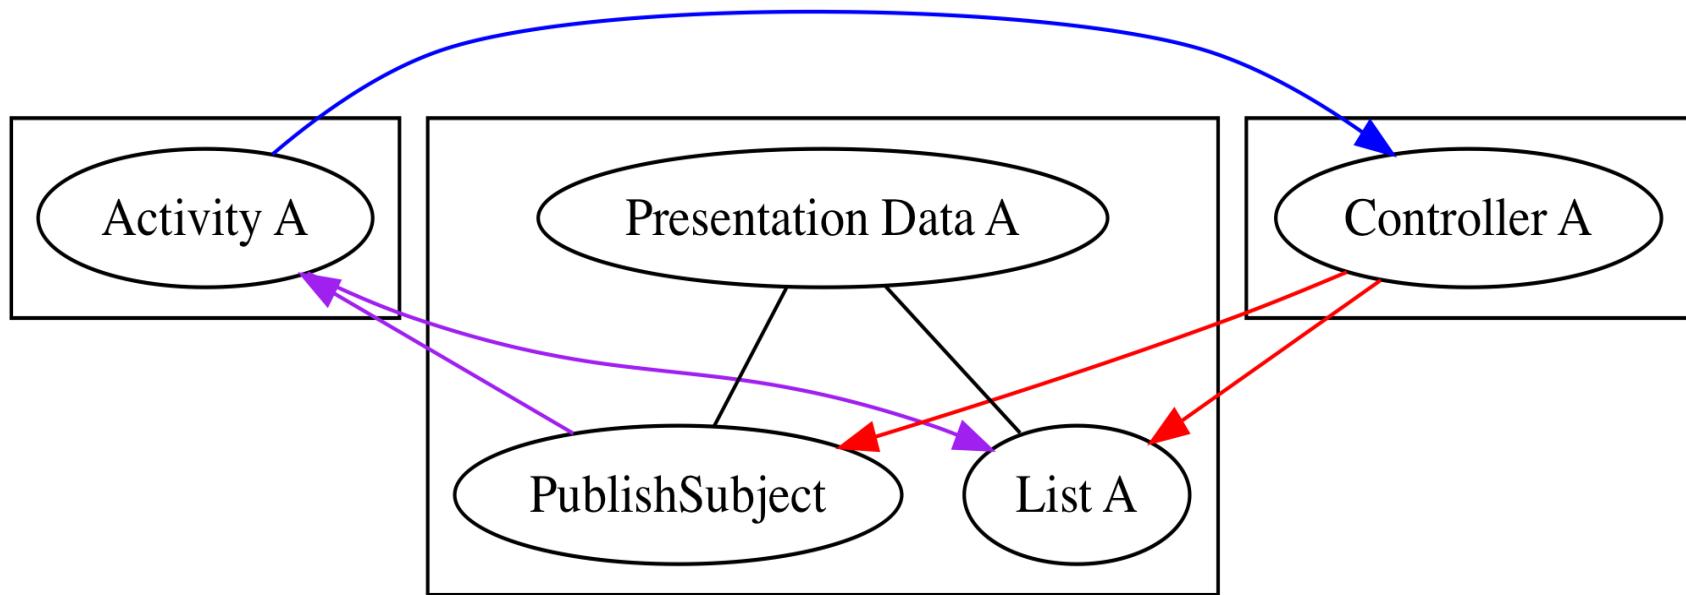 Activity A
Presentation Data A
Controller A
PublishSubject
List A